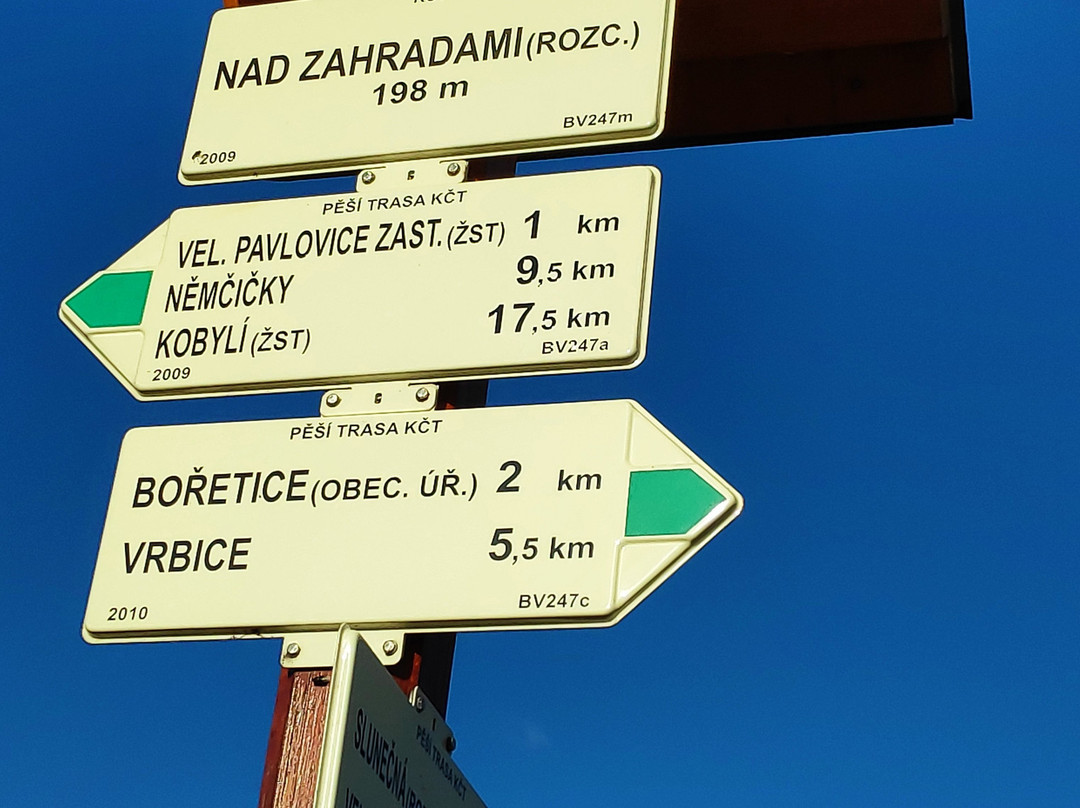 NAD ZAHRADAMI (ROZC.)
198 m
2009 BV247m
PĚŠÍ TRASA KČT
VEL. PAVLOVICE ZAST. (ŽST) 1 km
NĚMČIČKY 9,5 km
KOBYLÍ (ŽST) 17,5 km
2009 BV247a
PĚŠÍ TRASA KČT
BOŘETICE (OBEC. ÚŘ.) 2 km
VRBICE 5,5 km
2010 BV247c
PĚŠÍ TRASA KČT
SLUNEČNÁ